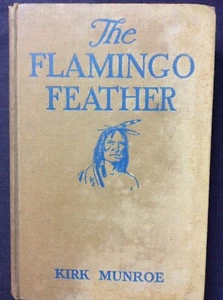 The
FLAMINGO
FEATHER
KIRK MUNROE